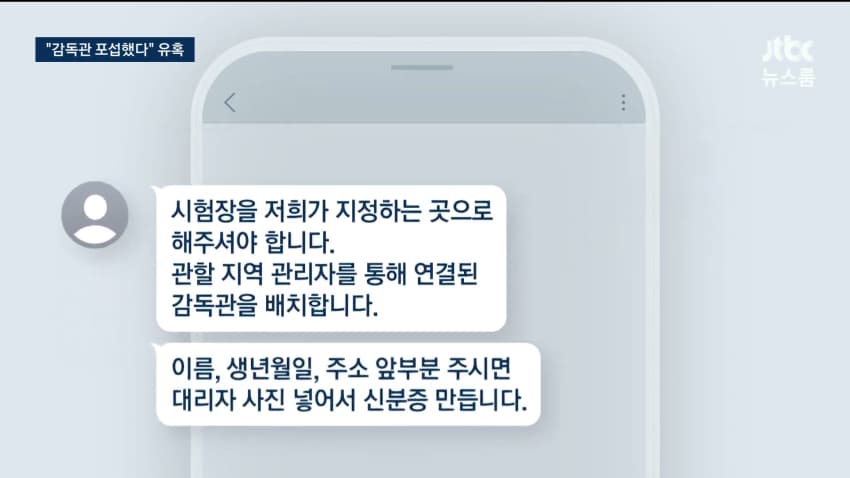 "감독관 포섭했다" 유혹
jtbc
뉴스룸
시험장을 저희가 지정하는 곳으로
해주셔야 합니다.
관할 지역 관리자를 통해 연결된
감독관을 배치합니다.
이름, 생년월일, 주소 앞부분 주시면
대리자 사진 넣어서 신분증 만듭니다.